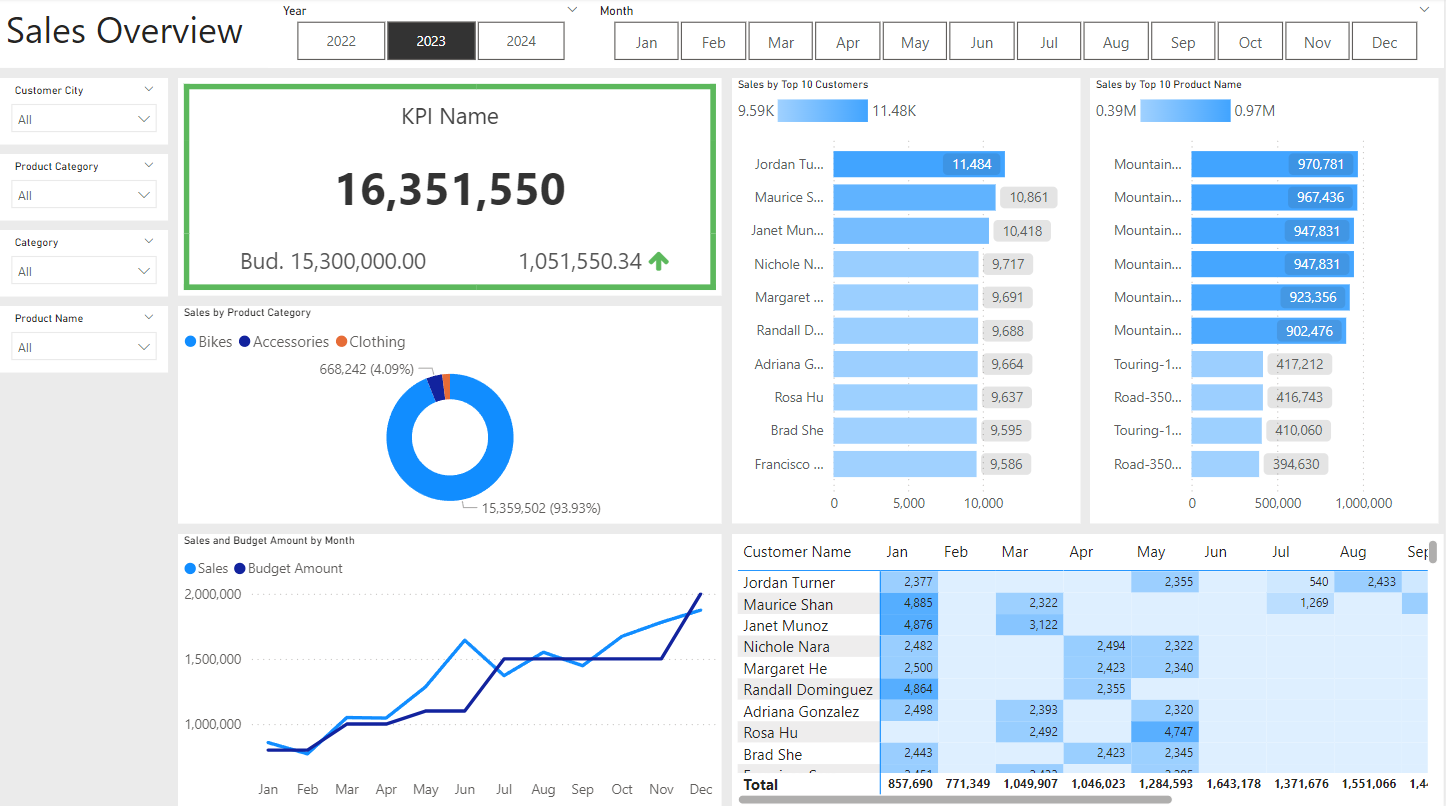 Sales Overview
Year
2022 2023 2024
Month
Jan Feb Mar Apr May Jun Jul Aug Sep Oct Nov Dec
Customer City
All
Product Category
All
Category
All
Product Name
All
KPI Name
16,351,550
Bud. 15,300,000.00 1,051,550.34
Sales by Product Category
Bikes Accessories Clothing
668,242 (4.09%)
15,359,502 (93.93%)
Sales and Budget Amount by Month
Sales Budget Amount
2,000,000
1,500,000
1,000,000
Jan Feb Mar Apr May Jun Jul Aug Sep Oct Nov Dec
Sales by Top 10 Customers
9.59K 11.48K
Jordan Tu... 11,484
Maurice S... 10,861
Janet Mun... 10,418
Nichole N... 9,717
Margaret ... 9,691
Randall D... 9,688
Adriana G... 9,664
Rosa Hu 9,637
Brad She 9,595
Francisco ... 9,586
0 5,000 10,000
Sales by Top 10 Product Name
0.39M 0.97M
Mountain... 970,781
Mountain... 967,436
Mountain... 947,831
Mountain... 947,831
Mountain... 923,356
Mountain... 902,476
Touring-1... 417,212
Road-350... 416,743
Touring-1... 410,060
Road-350... 394,630
0 500,000 1,000,000
Customer Name Jan Feb Mar Apr May Jun Jul Aug Sep
Jordan Turner 2,377 2,355 540 2,433
Maurice Shan 4,885 2,322 1,269
Janet Munoz 4,876 3,122
Nichole Nara 2,482 2,494 2,322
Margaret He 2,500 2,423 2,340
Randall Dominguez 4,864 2,355
Adriana Gonzalez 2,498 2,393 2,320
Rosa Hu 2,492 4,747
Brad She 2,443 2,423 2,345
Total 857,690 771,349 1,049,907 1,046,023 1,284,593 1,643,178 1,371,676 1,551,066